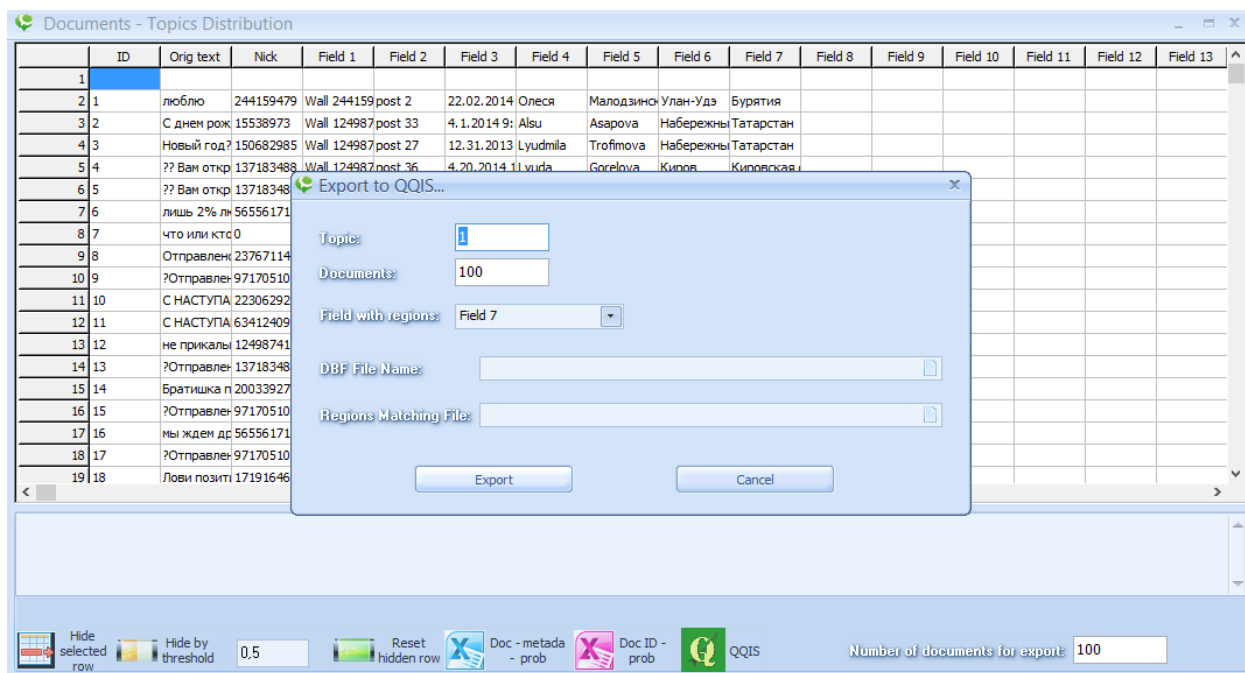 Documents - Topics Distribution
ID Orig text Nick Field 1 Field 2 Field 3 Field 4 Field 5 Field 6 Field 7 Field 8 Field 9 Field 10 Field 11 Field 12 Field 13
1
2 1 люблю 244159479 Wall 244159 post 2 22.02.2014 Олеся Малодзинск Улан-Удэ Бурятия
3 2 С днем рож 15538973 Wall 124987 post 33 4.1.2014 9: Alsu Asapova Набережны Татарстан
4 3 Новый год? 150682985 Wall 124987 post 27 12.31.2013 Lyudmila Trofimova Набережны Татарстан
5 4 ?? Вам откр 137183488 Wall 124987 post 36 4.20.2014 1 Lyuda Gorelova Киров Кировская
6 5 ?? Вам откр 13718348
7 6 лишь 2% лю 56556171
8 7 что или кто 0
9 8 Отправлено 23767114
10 9 ?Отправлен 97170510
11 10 С НАСТУПА 22306292
12 11 С НАСТУПА 63412409
13 12 не прикалы 12498741
14 13 ?Отправлен 13718348
15 14 Братишка п 20033927
16 15 ?Отправлен 97170510
17 16 мы ждем др 56556171
18 17 ?Отправлен 97170510
19 18 Лови позит 17191646
Export to QQIS...
Topic: 1
Documents: 100
Field with regions: Field 7
DBF File Name:
Regions Matching File:
Export Cancel
Hide selected row
Hide by threshold
0,5
Reset hidden row
Doc - metada - prob
Doc ID - prob
QQIS
Number of documents for export: 100